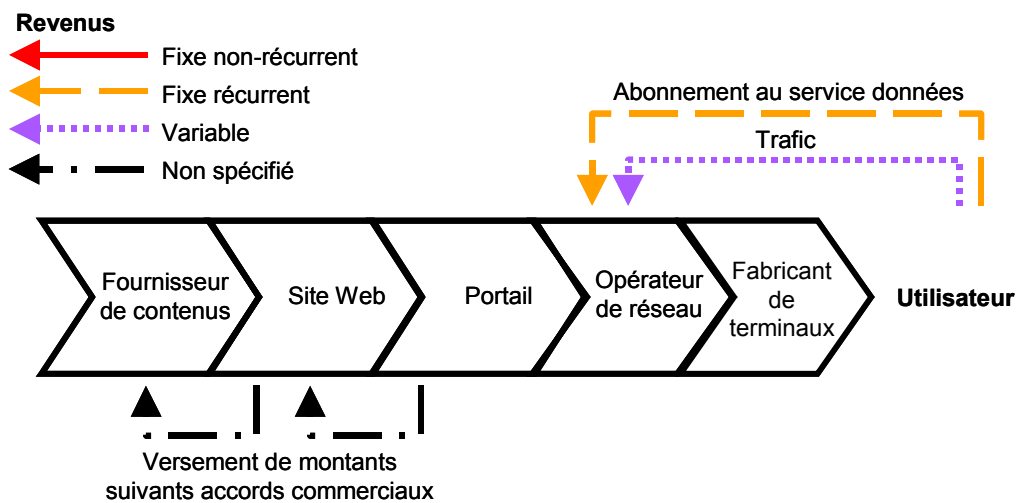 Revenus
Fixe non-récurrent
Fixe récurrent
Variable
Non spécifié
Abonnement au service données
Trafic
Fournisseur
de contenus
Site Web
Portail
Opérateur
de réseau
Fabricant
de
terminaux
Utilisateur
Versement de montants
suivants accords commerciaux